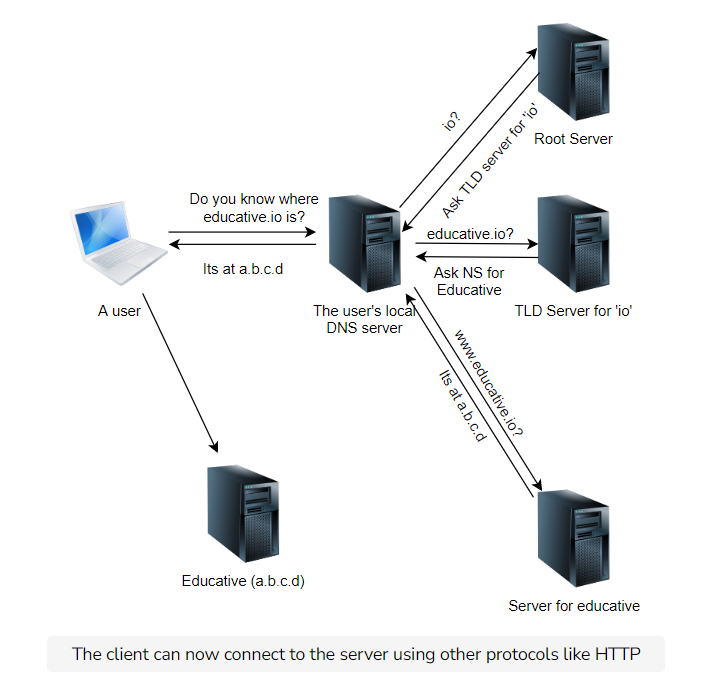 io?
Ask TLD server for 'io'
Root Server
Do you know where
educative.io is?
Its at a.b.c.d
A user
The user's local
DNS server
educative.io?
Ask NS for
Educative
TLD Server for 'io'
www.educative.io?
Its at a.b.c.d
Educative (a.b.c.d)
Server for educative
The client can now connect to the server using other protocols like HTTP